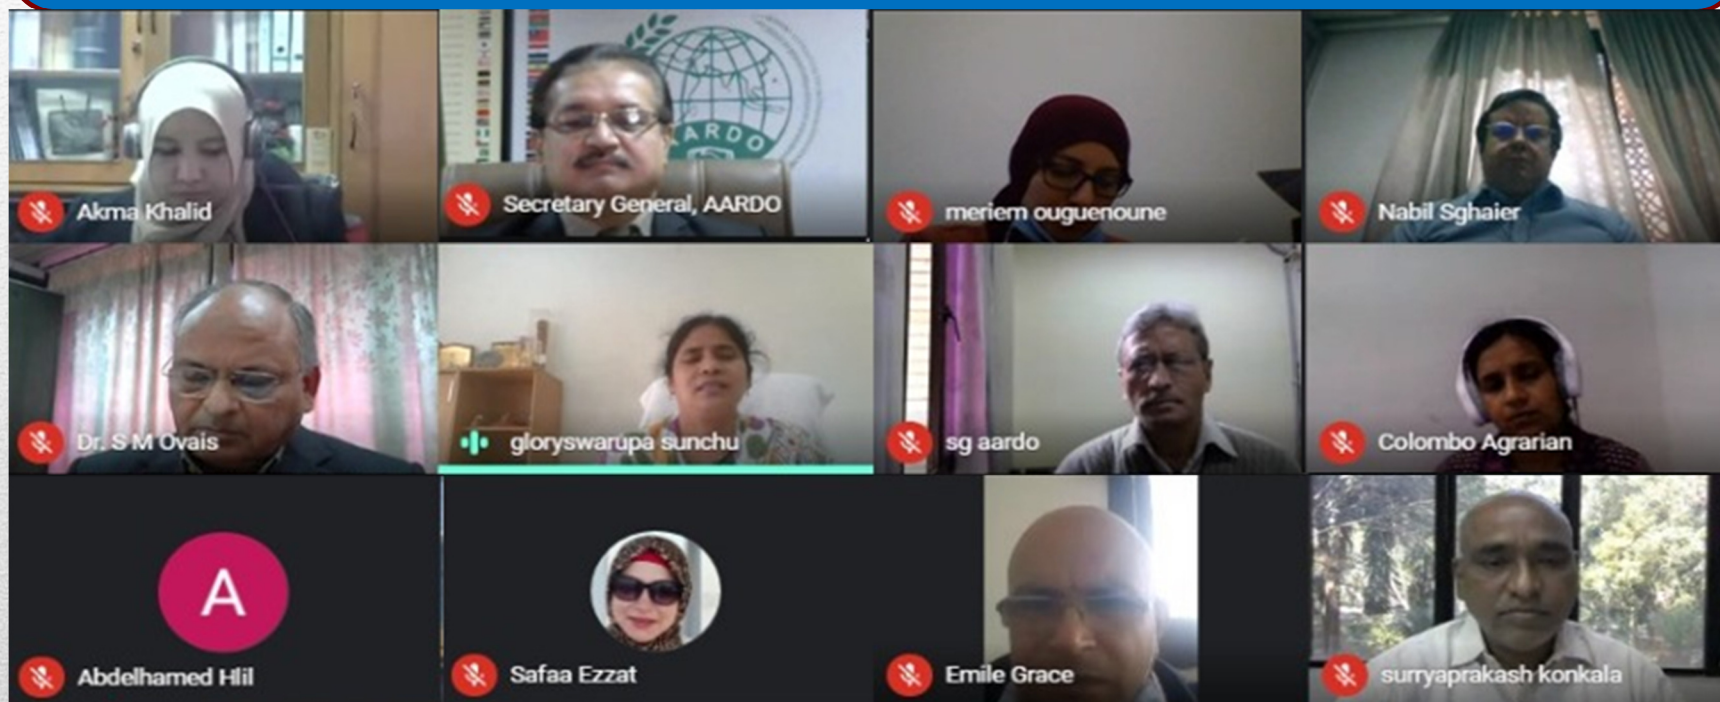 Akma Khalid
AARDO
Secretary General, AARDO
meriem ouguenoune
Nabil Sghaier
Dr. S M Ovais
gloryswarupa sunchu
sg aardo
Colombo Agrarian
A
Abdelhamed Hlil
Safaa Ezzat
Emile Grace
surryaprakash konkala